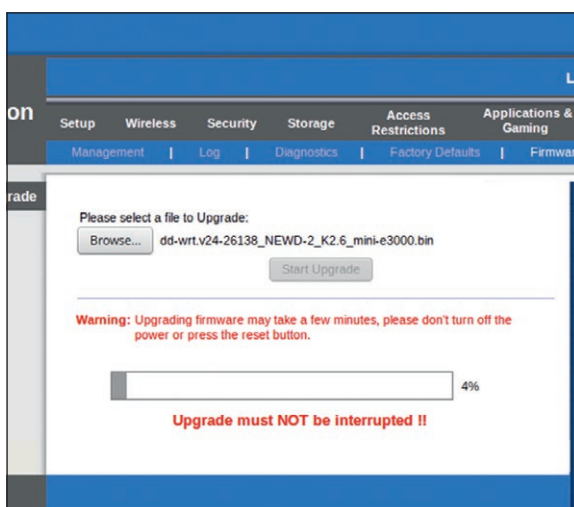 L
on
Setup Wireless Security Storage Access Restrictions Applications & Gaming
Management | Log | Diagnostics | Factory Defaults | Firmwar
rade
Please select a file to Upgrade:
Browse... dd-wrt.v24-26138_NEWD-2_K2.6_mini-e3000.bin
Start Upgrade
Warning: Upgrading firmware may take a few minutes, please don't turn off the
power or press the reset button.
4%
Upgrade must NOT be interrupted !!